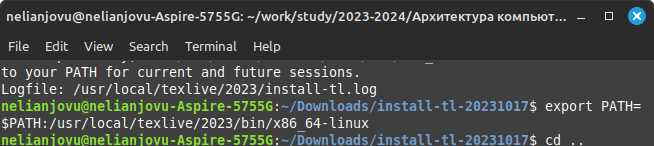 nelianjovu@nelianjovu-Aspire-5755G: ~/work/study/2023-2024/Архитектура компьют…
File Edit View Search Terminal Help
to your PATH for current and future sessions.
Logfile: /usr/local/texlive/2023/install-tl.log
nelianjovu@nelianjovu-Aspire-5755G:~/Downloads/install-tl-20231017$ export PATH=
$PATH:/usr/local/texlive/2023/bin/x86_64-linux
nelianjovu@nelianjovu-Aspire-5755G:~/Downloads/install-tl-20231017$ cd ..